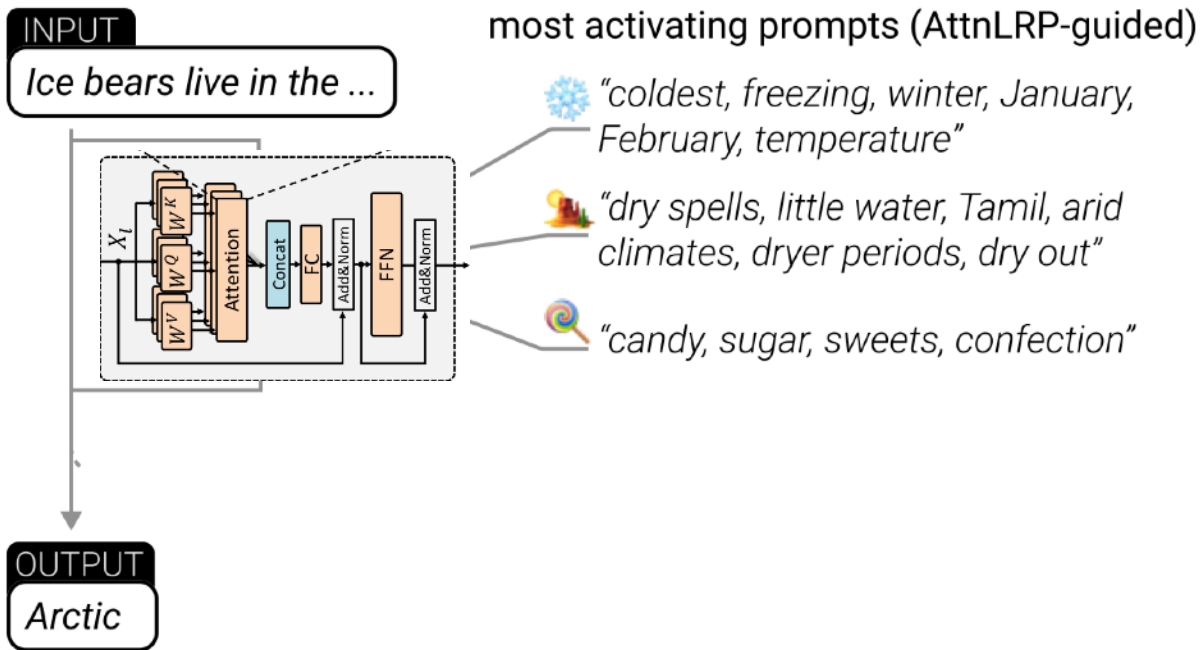 INPUT
Ice bears live in the ...
most activating prompts (AttnLRP-guided)
“coldest, freezing, winter, January,
February, temperature”
“dry spells, little water, Tamil, arid
climates, dryer periods, dry out”
“candy, sugar, sweets, confection”
X_l
W^K
W^Q
W^V
Attention
Concat
FC
Add&Norm
FFN
Add&Norm
OUTPUT
Arctic